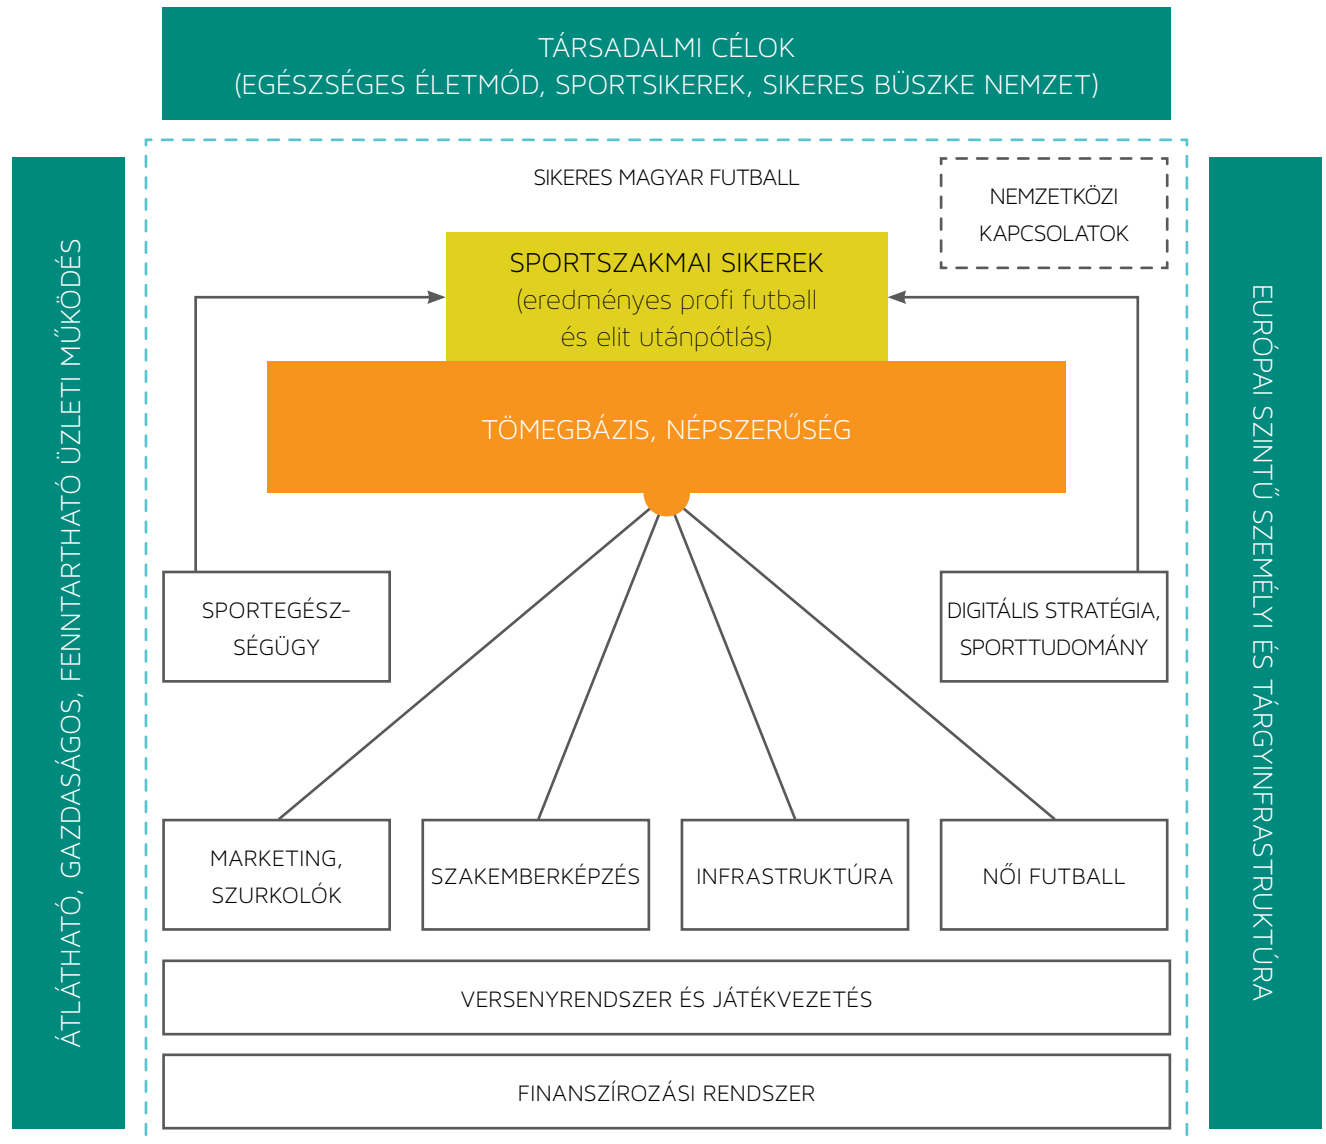 TÁRSADALMI CÉLOK
(EGÉSZSÉGES ÉLETMÓD, SPORTSIKEREK, SIKERES BÜSZKE NEMZET)
ÁTLÁTHATÓ, GAZDASÁGOS, FENNTARTHATÓ ÜZLETI MŰKÖDÉS
SIKERES MAGYAR FUTBALL
NEMZETKÖZI
KAPCSOLATOK
SPORTSZAKMAI SIKEREK
(eredményes profi futball
és elit utánpótlás)
TÖMEGBÁZIS, NÉPSZERŰSÉG
SPORTEGÉSZ-
SÉGÜGY
DIGITÁLIS STRATÉGIA,
SPORTTUDOMÁNY
MARKETING,
SZURKOLÓK
SZAKEMBERKÉPZÉS
INFRASTRUKTÚRA
NŐI FUTBALL
VERSENYRENDSZER ÉS JÁTÉKVEZETÉS
FINANSZÍROZÁSI RENDSZER
EURÓPAI SZINTŰ SZEMÉLYI ÉS TÁRGYINFRASTRUKTÚRA